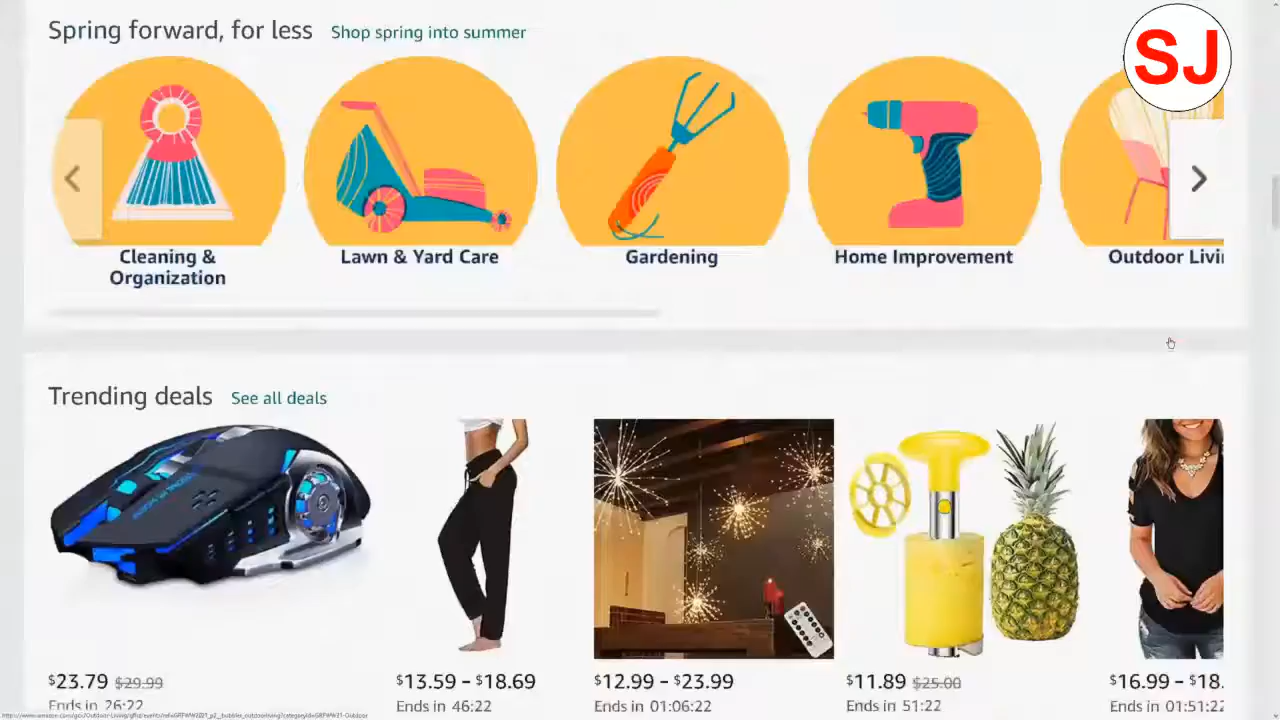 Spring forward, for less Shop spring into summer
SJ
Cleaning & Organization
Lawn & Yard Care
Gardening
Home Improvement
Outdoor Livi
Trending deals See all deals
$23.79 $29.99
Ends in 26:22
$13.59 – $18.69
Ends in 46:22
$12.99 – $23.99
Ends in 01:06:22
$11.89 $25.00
Ends in 51:22
$16.99 – $18.
Ends in 01:51:22